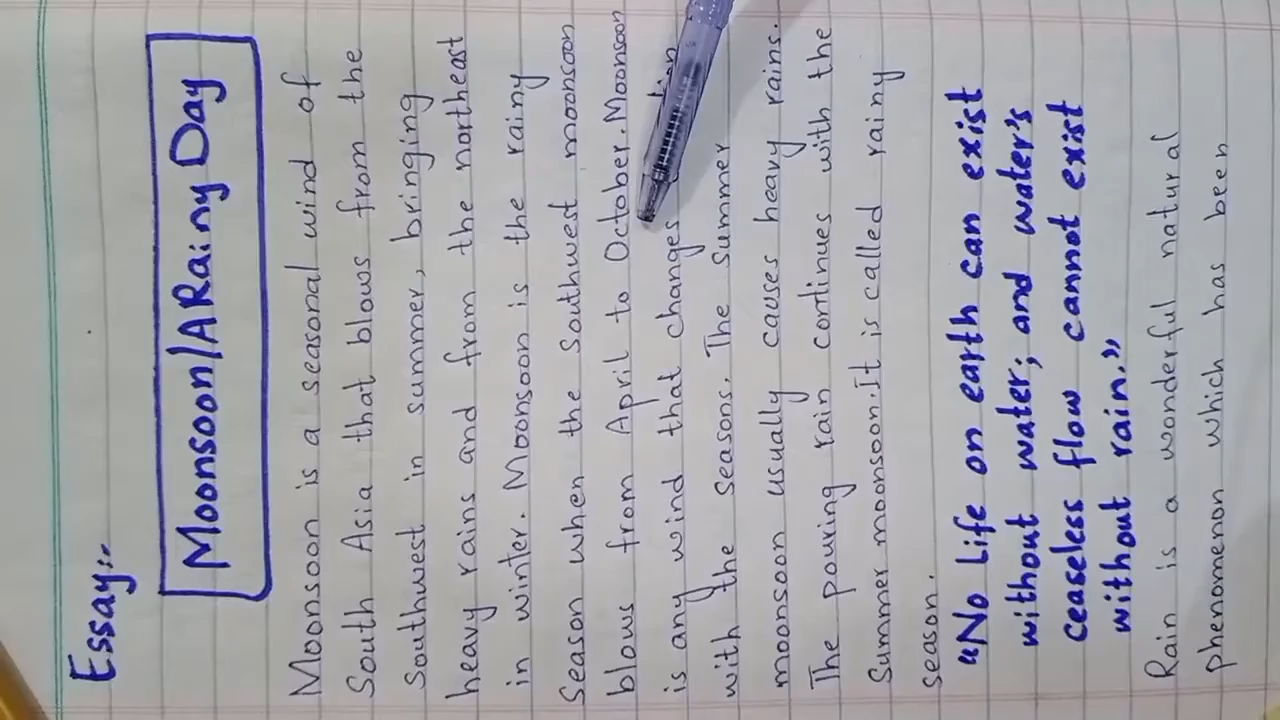 Essay:-
Moonsoon/A Rainy Day
Moonsoon is a seasonal wind of
South Asia that blows from the
Southwest in summer, bringing
heavy rains and from the northeast
in winter. Moonsoon is the rainy
Season when the southwest moonsoon
blows from April to October. Moonsoon
is any wind that changes
with the seasons. The summer
moonsoon usually causes heavy rains.
The pouring rain continues with the
Summer moonsoon. It is called rainy
season.
"No Life on earth can exist
without water; and water's
ceaseless flow cannot exist
without rain."
Rain is a wonderful natural
phenomenon which has been